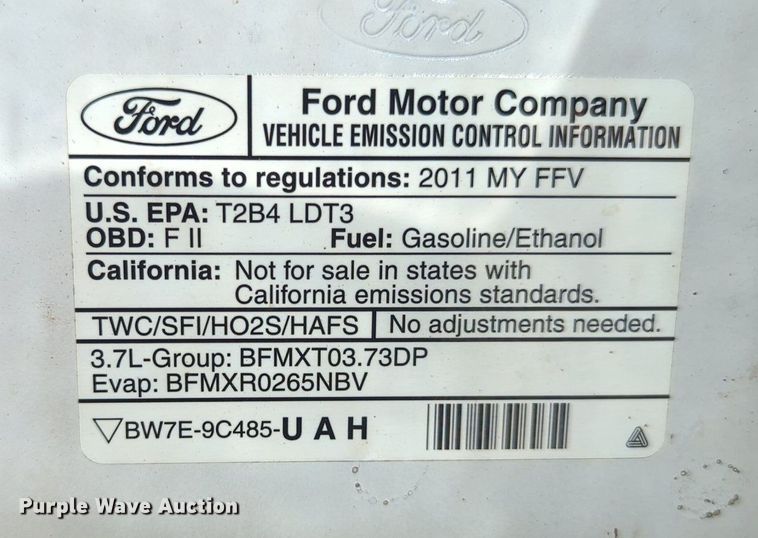 Ford
Ford
Ford Motor Company
VEHICLE EMISSION CONTROL INFORMATION
Conforms to regulations: 2011 MY FFV
U.S. EPA: T2B4 LDT3
OBD: F II Fuel: Gasoline/Ethanol
California: Not for sale in states with
California emissions standards.
TWC/SFI/HO2S/HAFS No adjustments needed.
3.7L-Group: BFMXT03.73DP
Evap: BFMXR0265NBV
BW7E-9C485-U A H
Purple Wave Auction